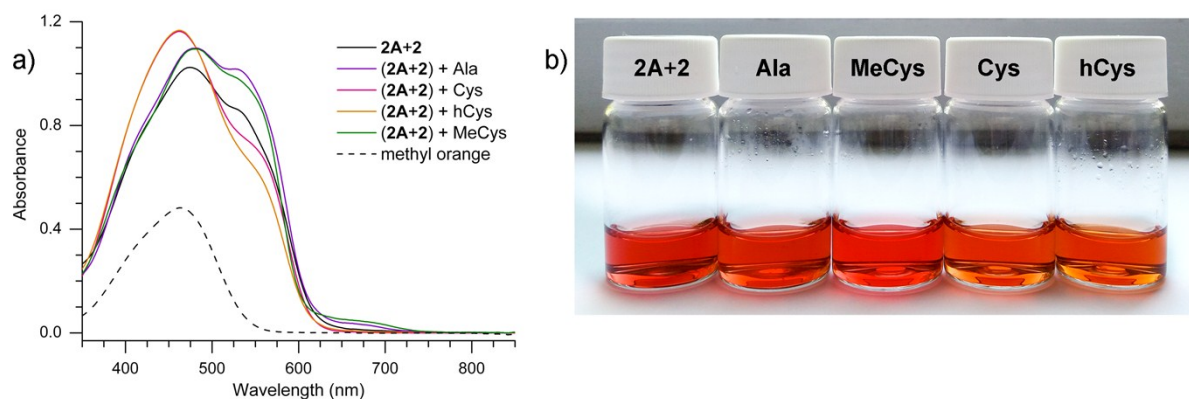 a)
1.2
0.8
0.4
0.0
Absorbance
400
500
600
700
800
Wavelength (nm)
2A+2
(2A+2) + Ala
(2A+2) + Cys
(2A+2) + hCys
(2A+2) + MeCys
methyl orange
b)
2A+2
Ala
MeCys
Cys
hCys